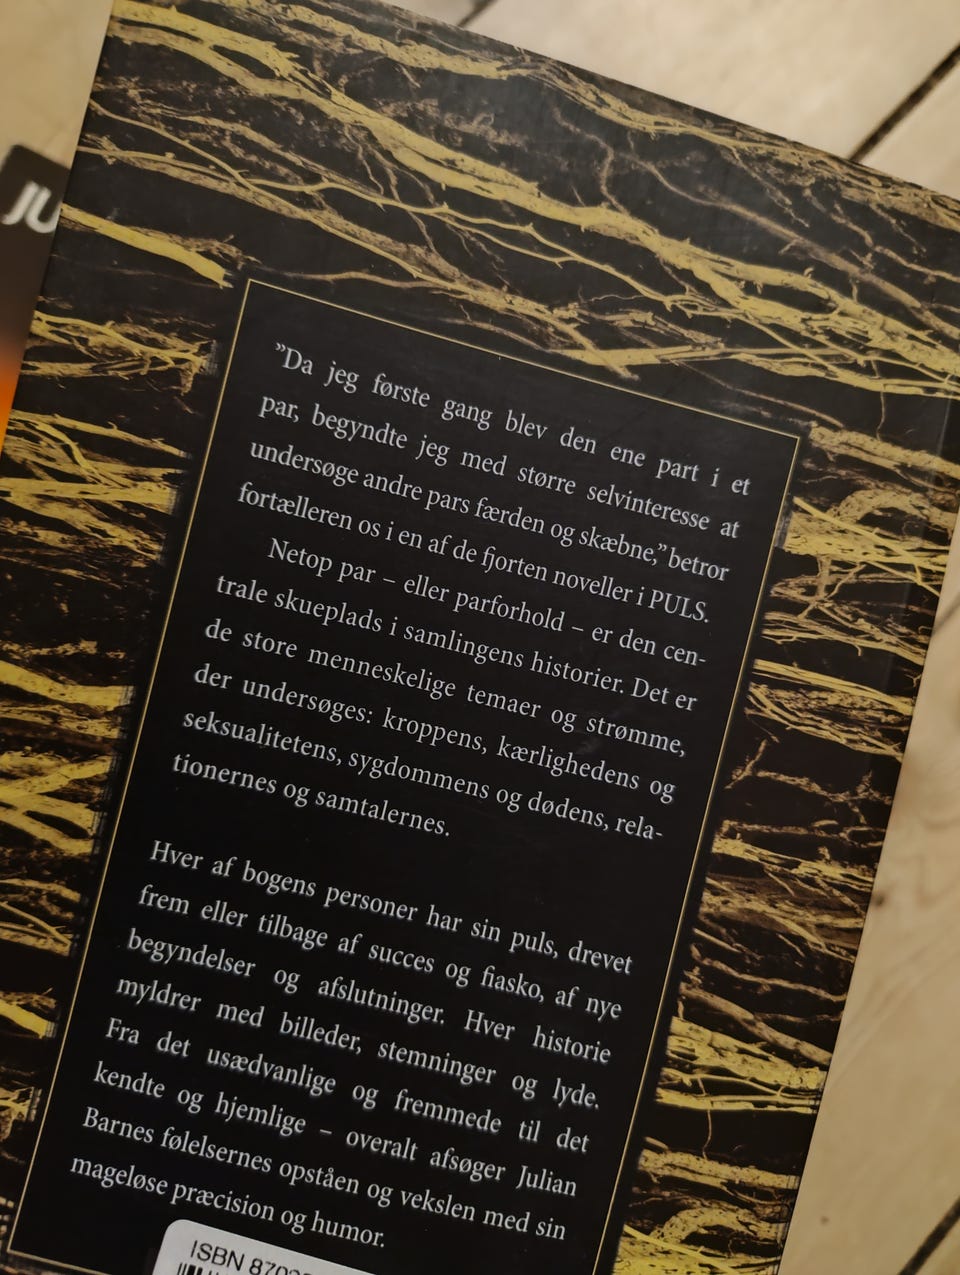 JU
”Da jeg første gang blev den ene part i et
par, begyndte jeg med større selvinteresse at
undersøge andre pars færden og skæbne,” betror
fortælleren os i en af de fjorten noveller i PULS.
Netop par – eller parforhold – er den cen-
trale skueplads i samlingens historier. Det er
de store menneskelige temaer og strømme,
der undersøges: kroppens, kærlighedens og
seksualitetens, sygdommens og dødens, rela-
tionernes og samtalernes.
Hver af bogens personer har sin puls, drevet
frem eller tilbage af succes og fiasko, af nye
begyndelser og afslutninger. Hver historie
myldrer med billeder, stemninger og lyde.
Fra det usædvanlige og fremmede til det
kendte og hjemlige – overalt afsøger Julian
Barnes følelsernes opståen og vekslen med sin
mageløse præcision og humor.
ISBN 870